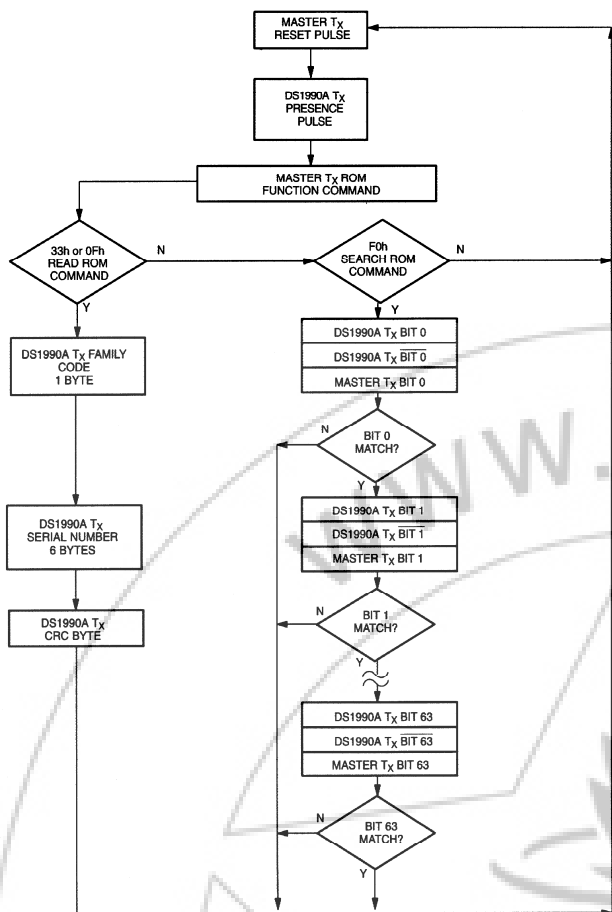 MASTER TX
RESET PULSE
DS1990A TX
PRESENCE
PULSE
MASTER TX ROM
FUNCTION COMMAND
33h or 0Fh
READ ROM
COMMAND
N
Y
F0h
SEARCH ROM
COMMAND
N
Y
DS1990A TX FAMILY
CODE
1 BYTE
DS1990A TX
SERIAL NUMBER
6 BYTES
DS1990A TX
CRC BYTE
DS1990A TX BIT 0
DS1990A TX BIT 0
MASTER TX BIT 0
N
BIT 0
MATCH?
Y
DS1990A TX BIT 1
DS1990A TX BIT 1
MASTER TX BIT 1
N
BIT 1
MATCH?
Y
DS1990A TX BIT 63
DS1990A TX BIT 63
MASTER TX BIT 63
N
BIT 63
MATCH?
Y
www.